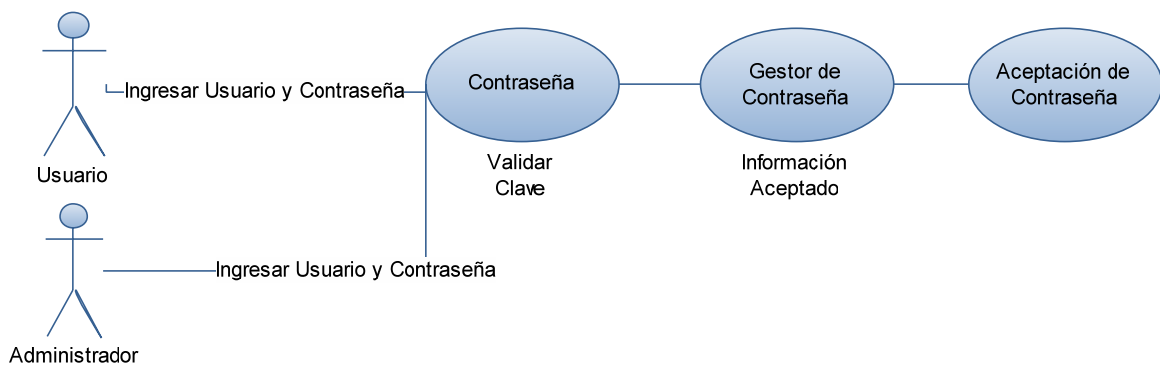 Ingresar Usuario y Contraseña
Usuario
Contraseña
Validar
Clave
Gestor de
Contraseña
Información
Aceptado
Aceptación de
Contraseña
Ingresar Usuario y Contraseña
Administrador